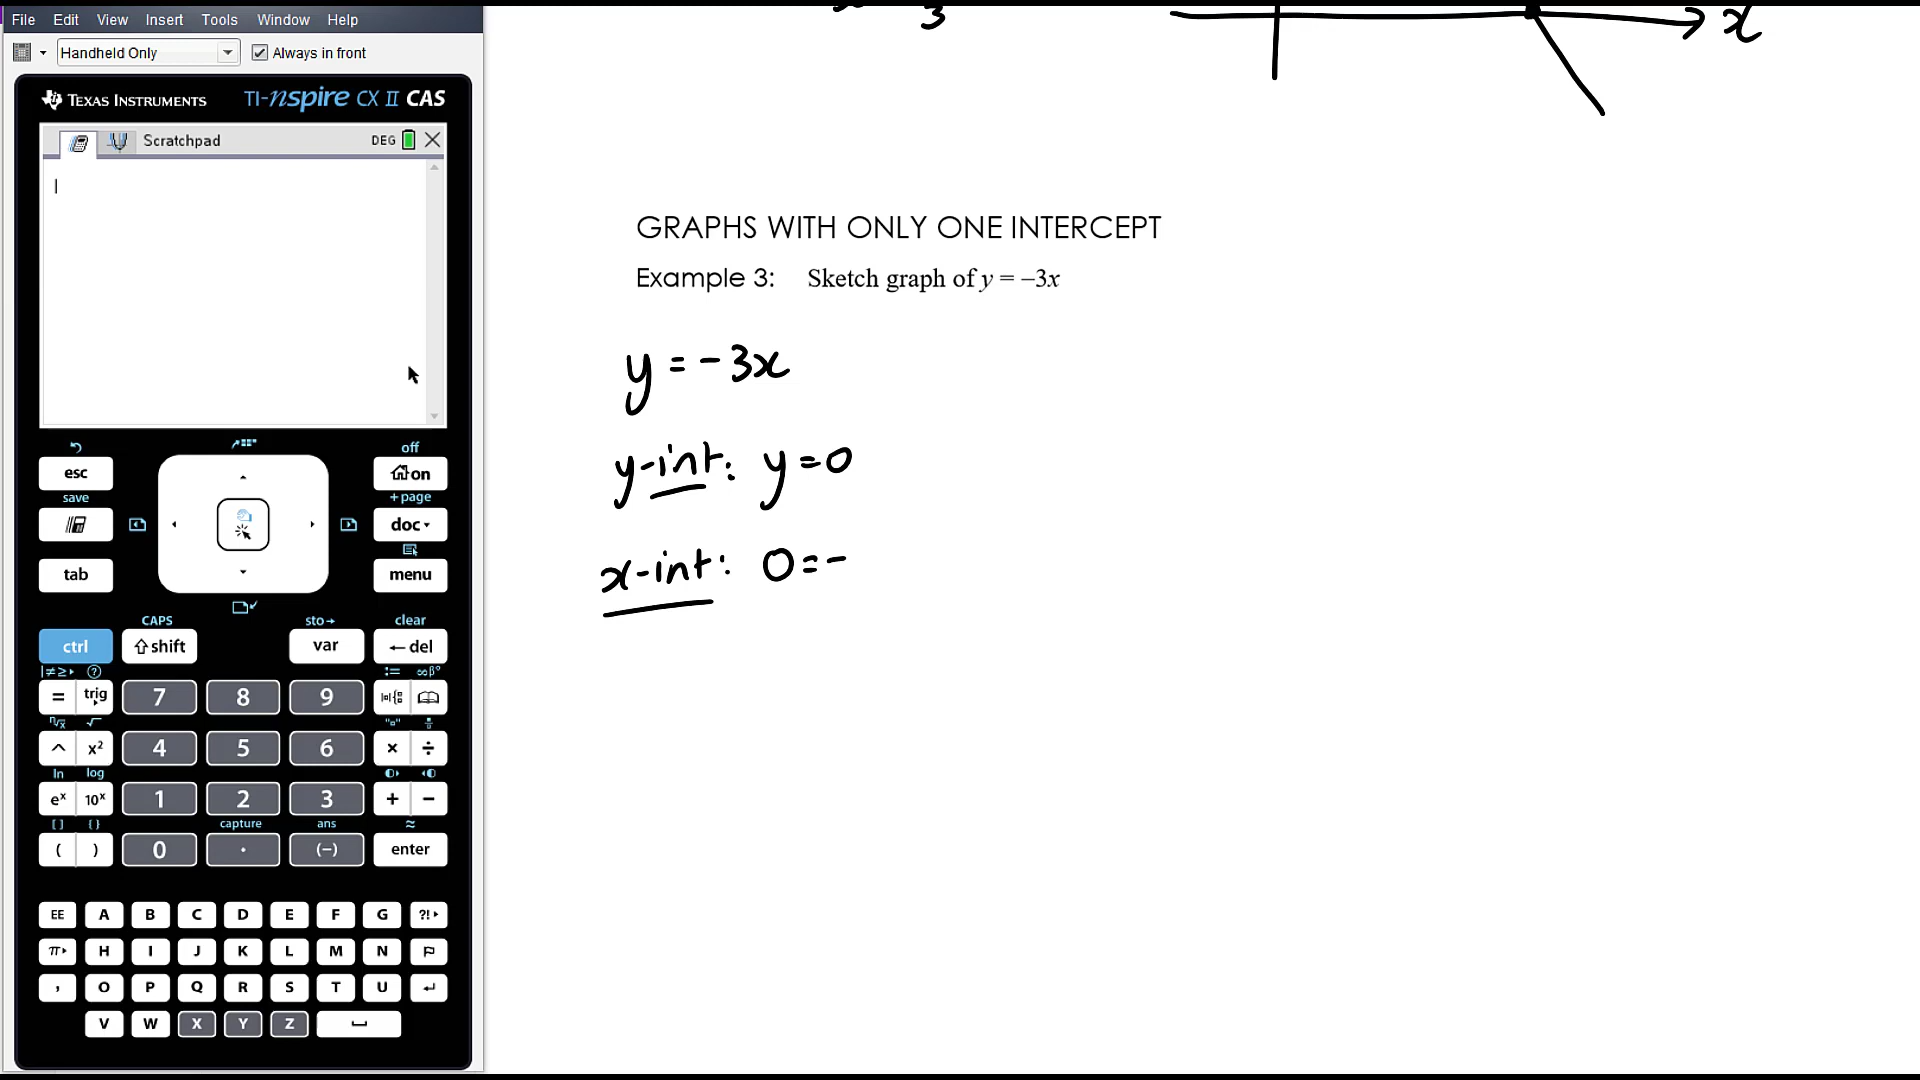 File Edit View Insert Tools Window Help
Handheld Only Always in front
TEXAS INSTRUMENTS TI-nspire CX II CAS
Scratchpad DEG
off
esc on
save + page
doc
tab menu
CAPS sto→ clear
ctrl ⇧shift var ←del
|≠≥▸ ? := ∞β°
= trig 7 8 9
ⁿ√x √ "▫"
^ x² 4 5 6 × ÷
ln log
eˣ 10ˣ 1 2 3 + −
[ ] { } capture ans ≈
( ) 0 . (−) enter
EE A B C D E F G ?!▸
π▸ H I J K L M N
, O P Q R S T U ↵
V W X Y Z
3 x
GRAPHS WITH ONLY ONE INTERCEPT
Example 3: Sketch graph of y = –3x
y = -3x
y-int: y=0
x-int: 0=-